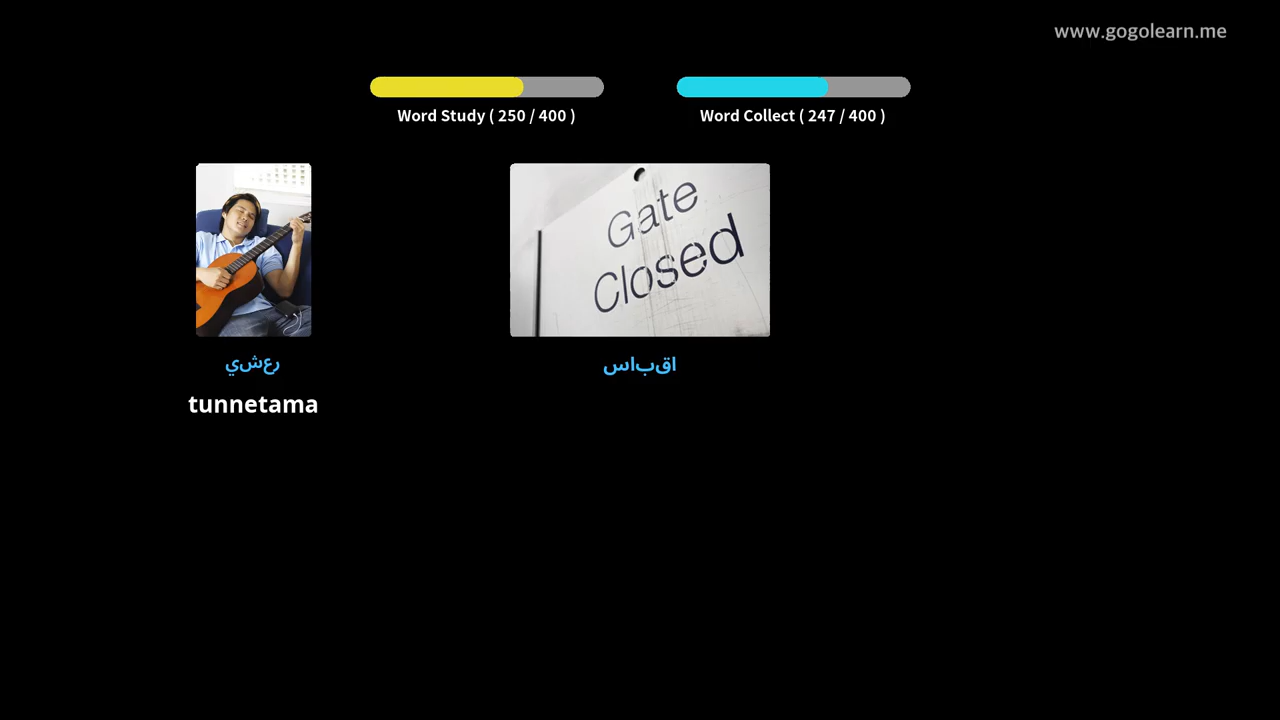 www.gogolearn.me
Word Study ( 250 / 400 )
Word Collect ( 247 / 400 )
Gate
Closed
رعشي
اقباس
tunnetama